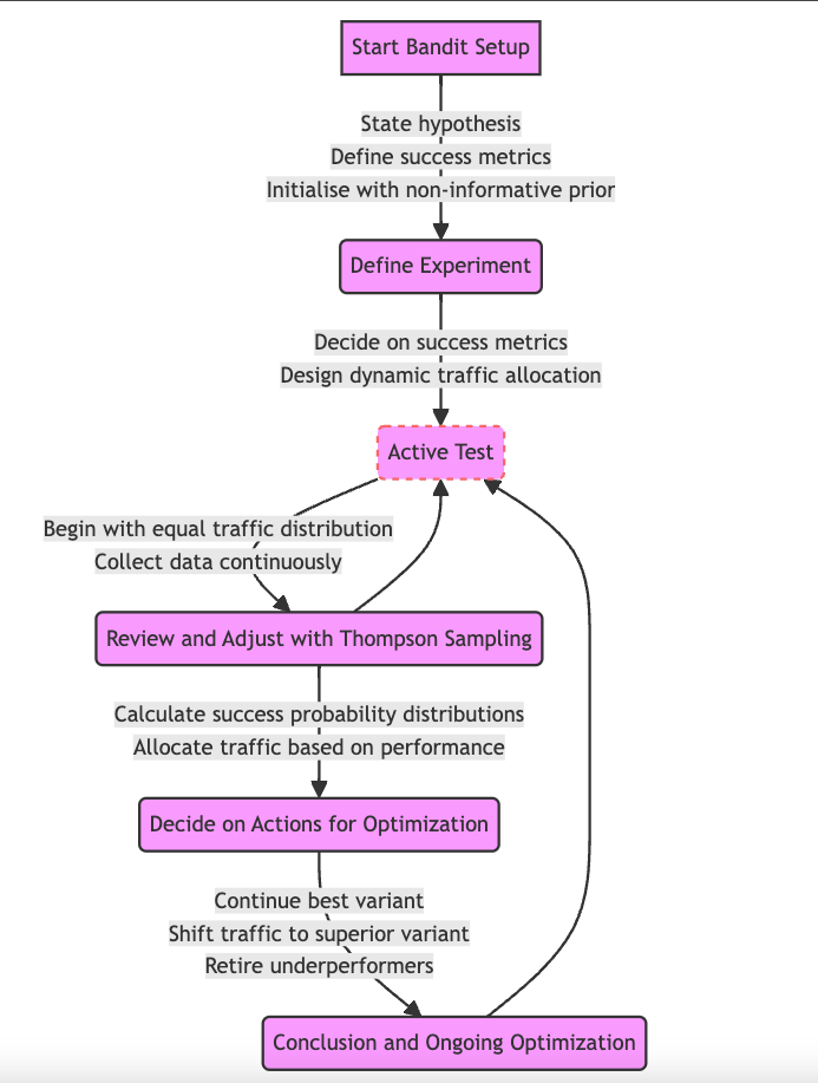 Start Bandit Setup
State hypothesis
Define success metrics
Initialise with non-informative prior
Define Experiment
Decide on success metrics
Design dynamic traffic allocation
Active Test
Begin with equal traffic distribution
Collect data continuously
Review and Adjust with Thompson Sampling
Calculate success probability distributions
Allocate traffic based on performance
Decide on Actions for Optimization
Continue best variant
Shift traffic to superior variant
Retire underperformers
Conclusion and Ongoing Optimization